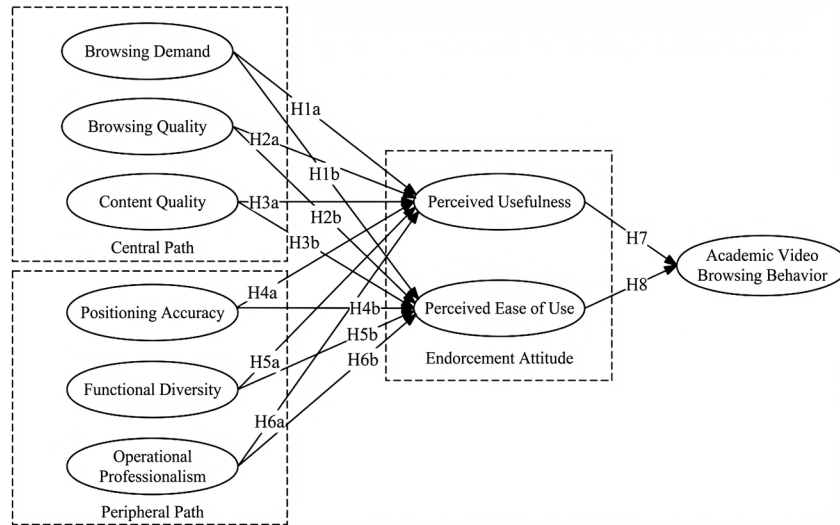 Browsing Demand
H1a
Browsing Quality
H2a
H1b
Content Quality
H3a
Perceived Usefulness
H2b
H3b
Central Path
H7
Academic Video
Browsing Behavior
H8
Positioning Accuracy
H4a
H4b
Perceived Ease of Use
H5b
Endorsement Attitude
H5a
H6b
Functional Diversity
H6a
Operational
Professionalism
Peripheral Path